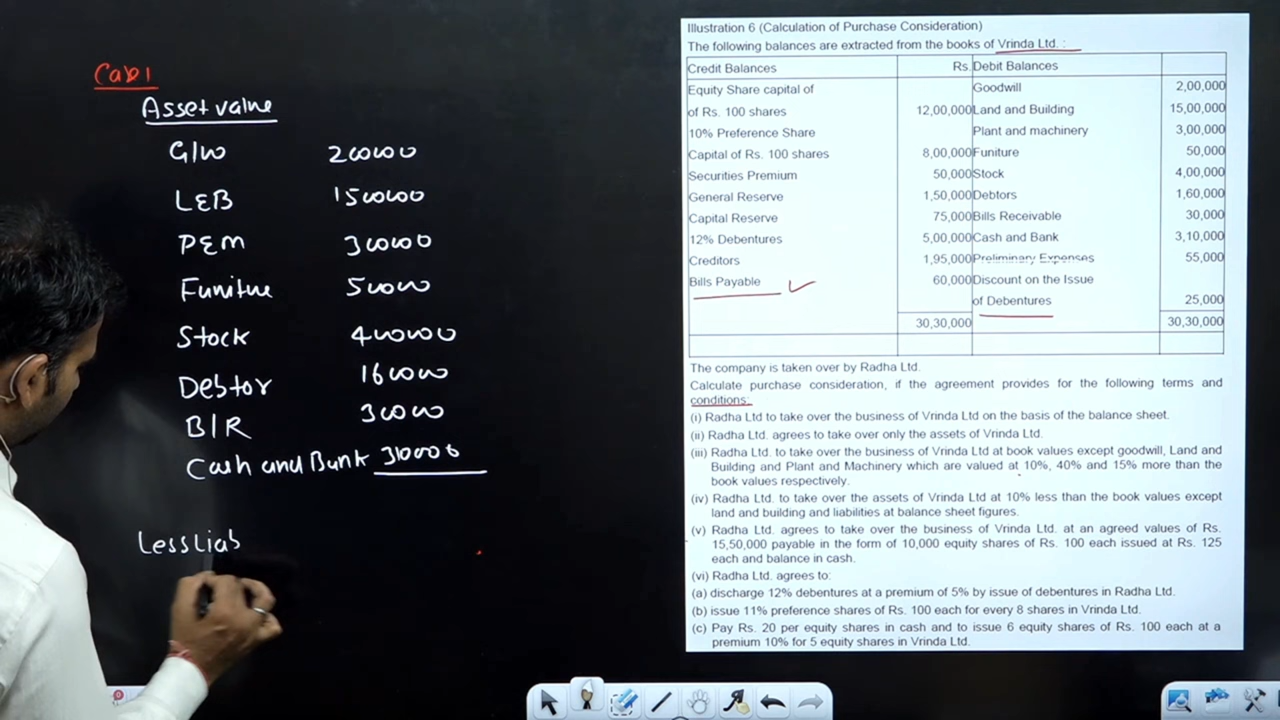 Case 1
Asset value
G/W 200000
L&B 1500000
P&M 300000
Funitue 50000
Stock 400000
Debtor 160000
B/R 30000
Cash and Bank 310000
Less Liab
Illustration 6 (Calculation of Purchase Consideration)
The following balances are extracted from the books of Vrinda Ltd. :
Credit Balances Rs. Debit Balances
Equity Share capital of Goodwill 2,00,000
of Rs. 100 shares 12,00,000 Land and Building 15,00,000
10% Preference Share Plant and machinery 3,00,000
Capital of Rs. 100 shares 8,00,000 Funiture 50,000
Securities Premium 50,000 Stock 4,00,000
General Reserve 1,50,000 Debtors 1,60,000
Capital Reserve 75,000 Bills Receivable 30,000
12% Debentures 5,00,000 Cash and Bank 3,10,000
Creditors 1,95,000 Preliminary Expenses 55,000
Bills Payable 60,000 Discount on the Issue
of Debentures 25,000
30,30,000 30,30,000
The company is taken over by Radha Ltd.
Calculate purchase consideration, if the agreement provides for the following terms and
conditions:
(i) Radha Ltd to take over the business of Vrinda Ltd on the basis of the balance sheet.
(ii) Radha Ltd. agrees to take over only the assets of Vrinda Ltd.
(iii) Radha Ltd. to take over the business of Vrinda Ltd at book values except goodwill, Land and
Building and Plant and Machinery which are valued at 10%, 40% and 15% more than the
book values respectively.
(iv) Radha Ltd. to take over the assets of Vrinda Ltd at 10% less than the book values except
land and building and liabilities at balance sheet figures.
(v) Radha Ltd. agrees to take over the business of Vrinda Ltd. at an agreed values of Rs.
15,50,000 payable in the form of 10,000 equity shares of Rs. 100 each issued at Rs. 125
each and balance in cash.
(vi) Radha Ltd. agrees to:
(a) discharge 12% debentures at a premium of 5% by issue of debentures in Radha Ltd.
(b) issue 11% preference shares of Rs. 100 each for every 8 shares in Vrinda Ltd.
(c) Pay Rs. 20 per equity shares in cash and to issue 6 equity shares of Rs. 100 each at a
premium 10% for 5 equity shares in Vrinda Ltd.